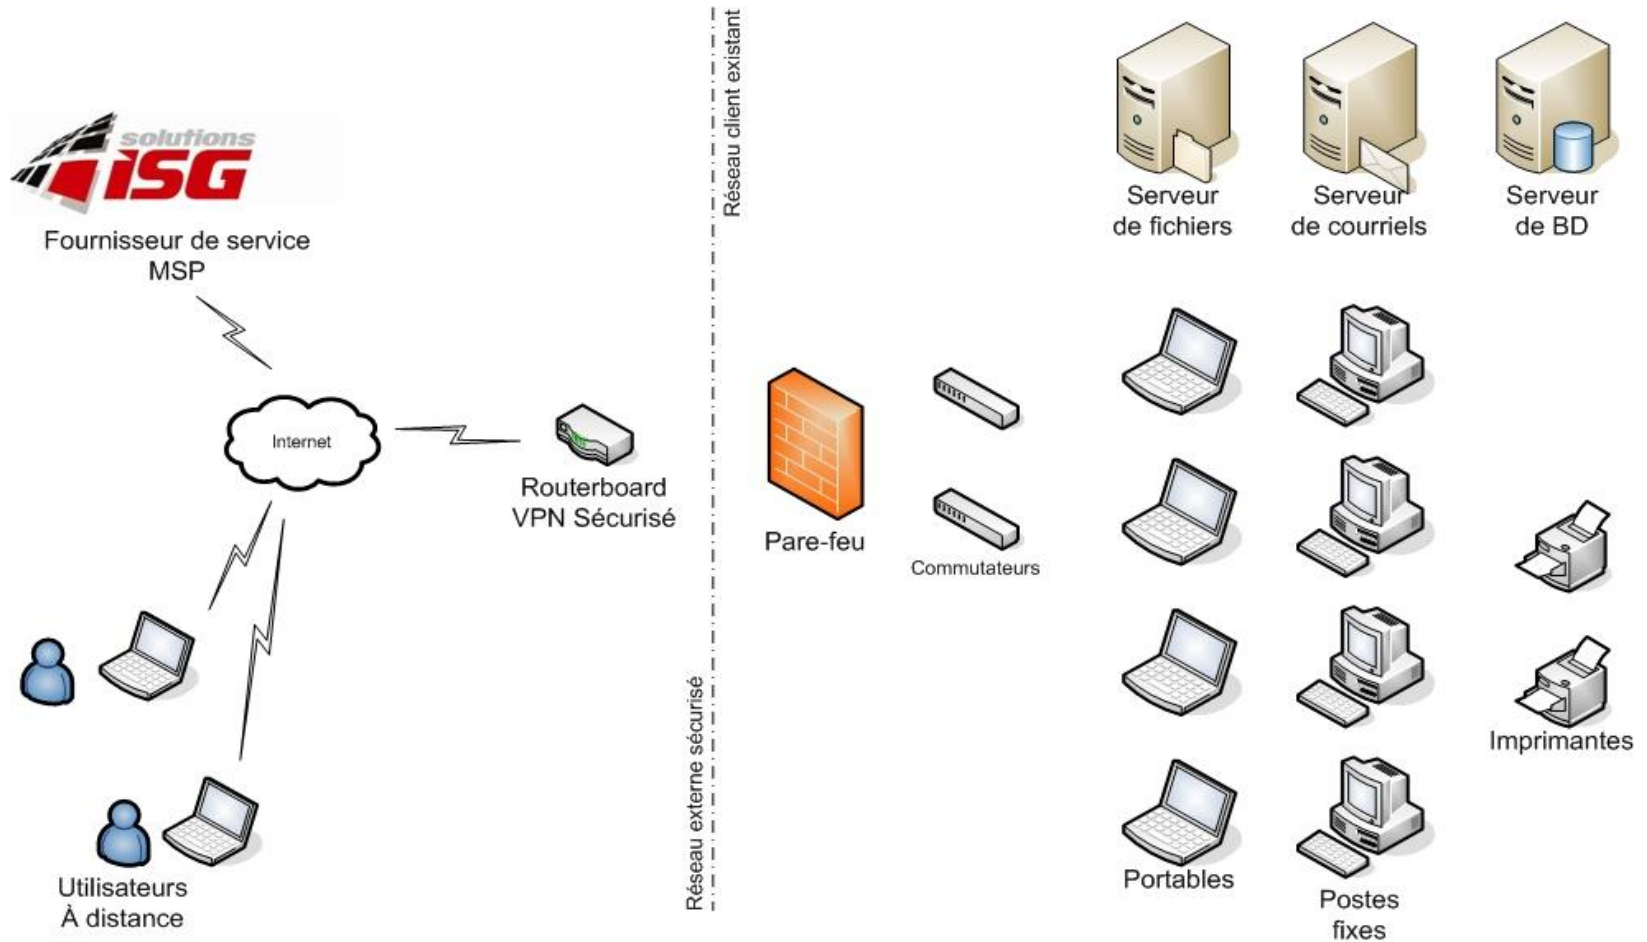 solutions
iSG
Fournisseur de service
MSP
Internet
Routerboard
VPN Sécurisé
Utilisateurs
À distance
Réseau client existant
Réseau externe sécurisé
Pare-feu
Commutateurs
Serveur
de fichiers
Serveur
de courriels
Serveur
de BD
Portables
Postes
fixes
Imprimantes